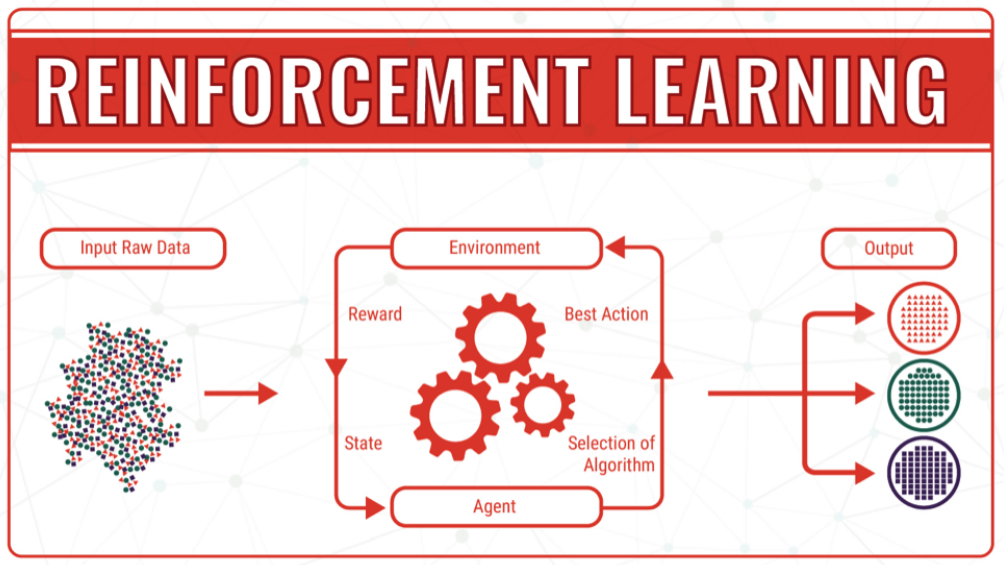 REINFORCEMENT LEARNING
Input Raw Data
Environment
Output
Reward
Best Action
State
Selection of
Algorithm
Agent